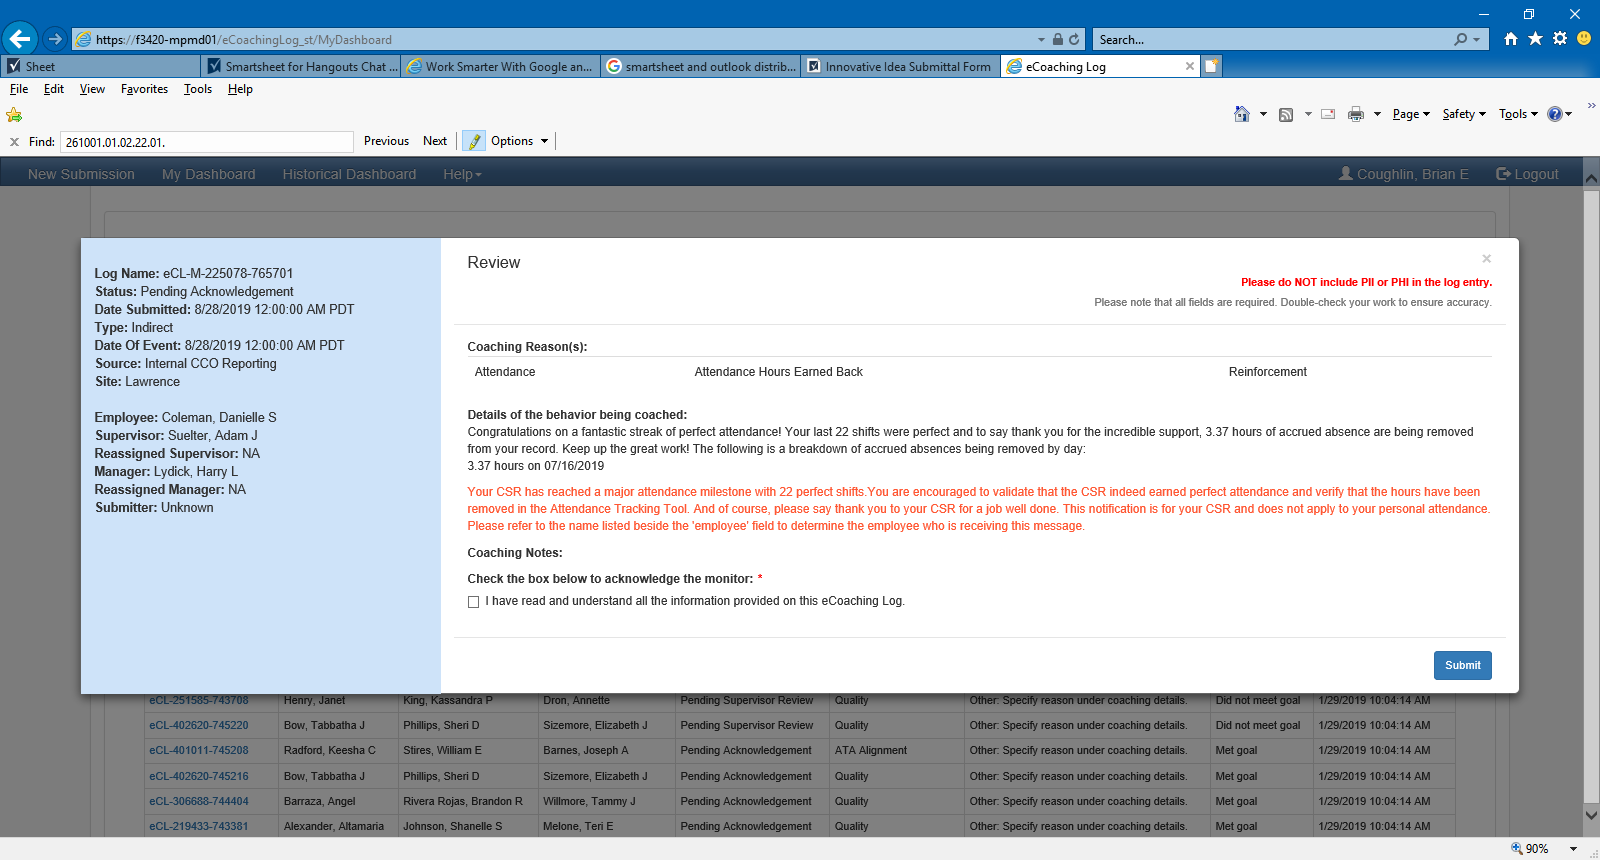 https://f3420-mpmd01/eCoachingLog_st/MyDashboard
Search...
Sheet
Smartsheet for Hangouts Chat ...
Work Smarter With Google an...
smartsheet and outlook distrib...
Innovative Idea Submittal Form
eCoaching Log
File Edit View Favorites Tools Help
Page Safety Tools
Find: 261001.01.02.22.01. Previous Next Options
New Submission My Dashboard Historical Dashboard Help Coughlin, Brian E Logout
Log Name: eCL-M-225078-765701
Status: Pending Acknowledgement
Date Submitted: 8/28/2019 12:00:00 AM PDT
Type: Indirect
Date Of Event: 8/28/2019 12:00:00 AM PDT
Source: Internal CCO Reporting
Site: Lawrence
Employee: Coleman, Danielle S
Supervisor: Suelter, Adam J
Reassigned Supervisor: NA
Manager: Lydick, Harry L
Reassigned Manager: NA
Submitter: Unknown
Review
Please do NOT include PII or PHI in the log entry.
Please note that all fields are required. Double-check your work to ensure accuracy.
Coaching Reason(s):
Attendance Attendance Hours Earned Back Reinforcement
Details of the behavior being coached:
Congratulations on a fantastic streak of perfect attendance! Your last 22 shifts were perfect and to say thank you for the incredible support, 3.37 hours of accrued absence are being removed
from your record. Keep up the great work! The following is a breakdown of accrued absences being removed by day:
3.37 hours on 07/16/2019
Your CSR has reached a major attendance milestone with 22 perfect shifts.You are encouraged to validate that the CSR indeed earned perfect attendance and verify that the hours have been
removed in the Attendance Tracking Tool. And of course, please say thank you to your CSR for a job well done. This notification is for your CSR and does not apply to your personal attendance.
Please refer to the name listed beside the 'employee' field to determine the employee who is receiving this message.
Coaching Notes:
Check the box below to acknowledge the monitor: *
I have read and understand all the information provided on this eCoaching Log.
Submit
eCL-251585-743708 Henry, Janet King, Kassandra P Dron, Annette Pending Supervisor Review Quality Other: Specify reason under coaching details. Did not meet goal 1/29/2019 10:04:14 AM
eCL-402620-745220 Bow, Tabbatha J Phillips, Sheri D Sizemore, Elizabeth J Pending Supervisor Review Quality Other: Specify reason under coaching details. Did not meet goal 1/29/2019 10:04:14 AM
eCL-401011-745208 Radford, Keesha C Stires, William E Barnes, Joseph A Pending Acknowledgement ATA Alignment Other: Specify reason under coaching details. Met goal 1/29/2019 10:04:14 AM
eCL-402620-745216 Bow, Tabbatha J Phillips, Sheri D Sizemore, Elizabeth J Pending Acknowledgement Quality Other: Specify reason under coaching details. Met goal 1/29/2019 10:04:14 AM
eCL-306688-744404 Barraza, Angel Rivera Rojas, Brandon R Willmore, Tammy J Pending Acknowledgement Quality Other: Specify reason under coaching details. Met goal 1/29/2019 10:04:14 AM
eCL-219433-743381 Alexander, Altamaria Johnson, Shanelle S Melone, Teri E Pending Acknowledgement Quality Other: Specify reason under coaching details. Met goal 1/29/2019 10:04:14 AM
90%